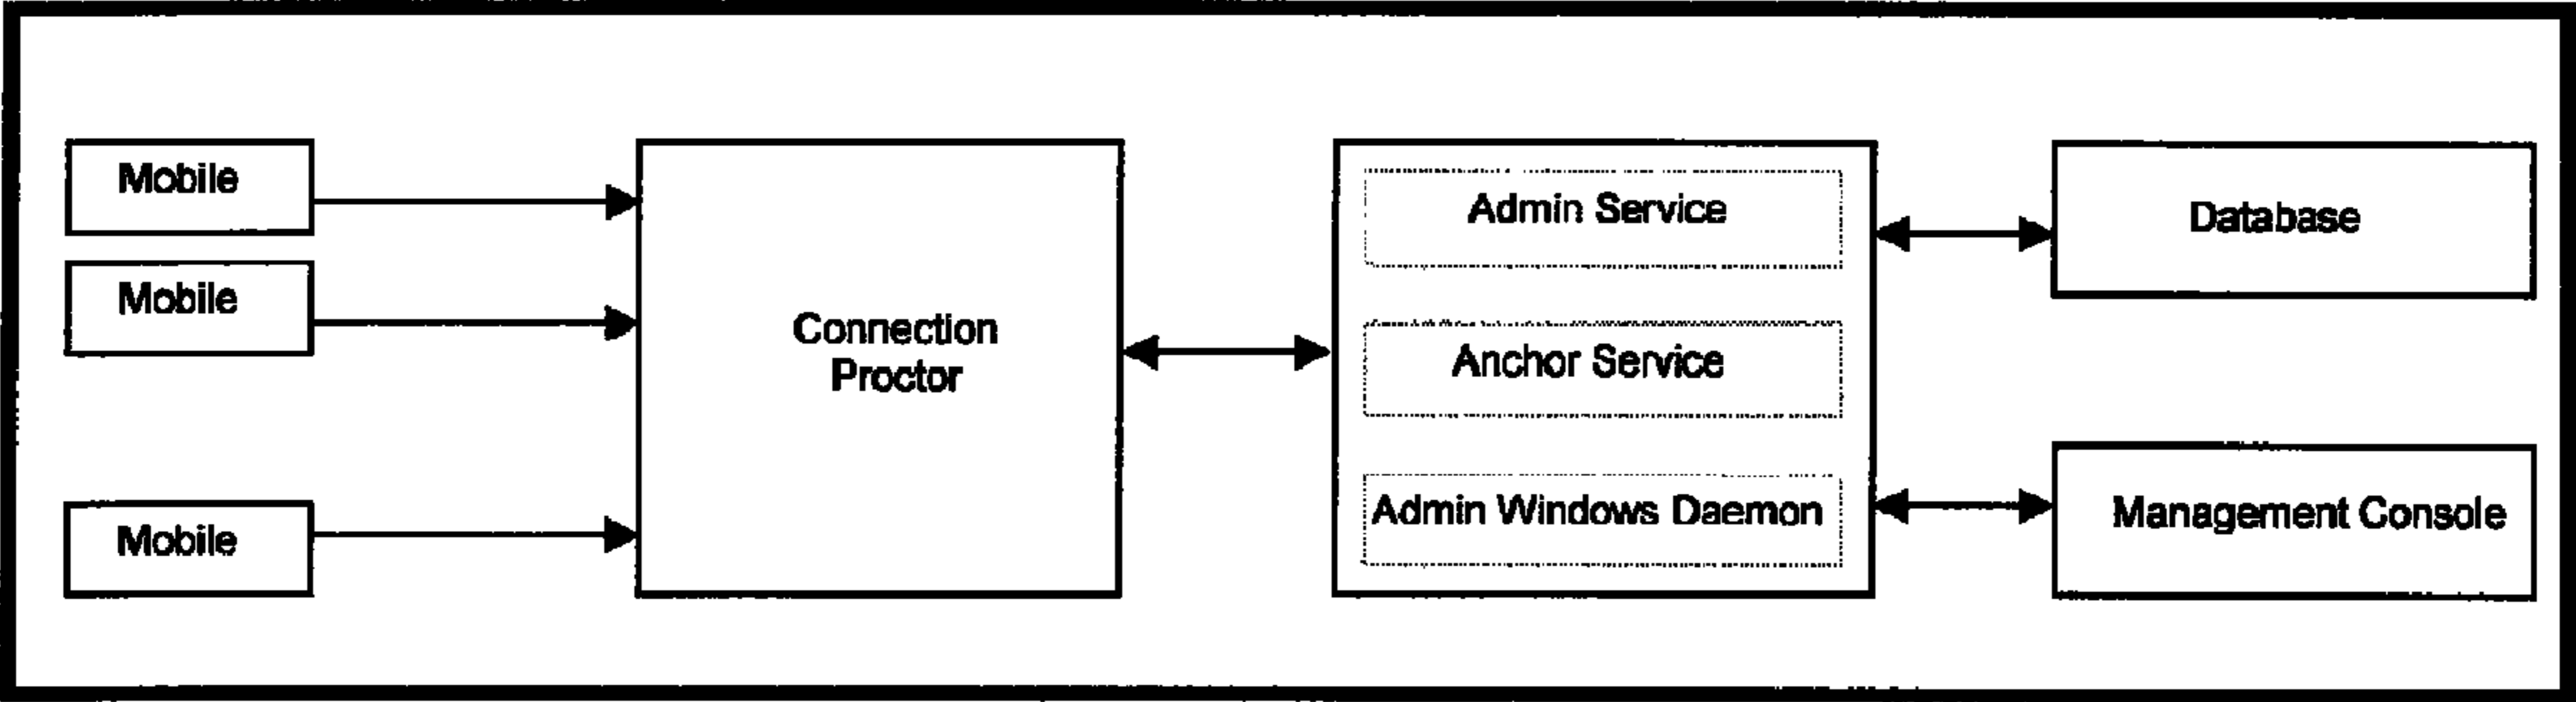 Mobile
Mobile
Mobile
Connection
Proctor
Admin Service
Anchor Service
Admin Windows Daemon
Database
Management Console